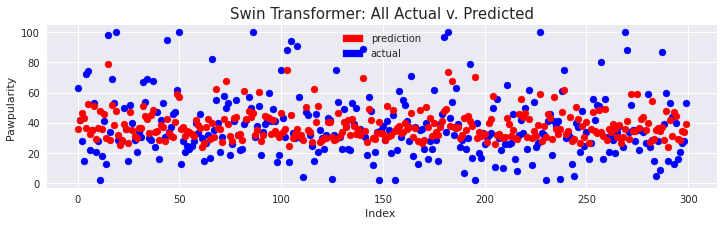 Swin Transformer: All Actual v. Predicted
100
80
60
40
20
0
Pawpularity
prediction
actual
0 50 100 150 200 250 300
Index